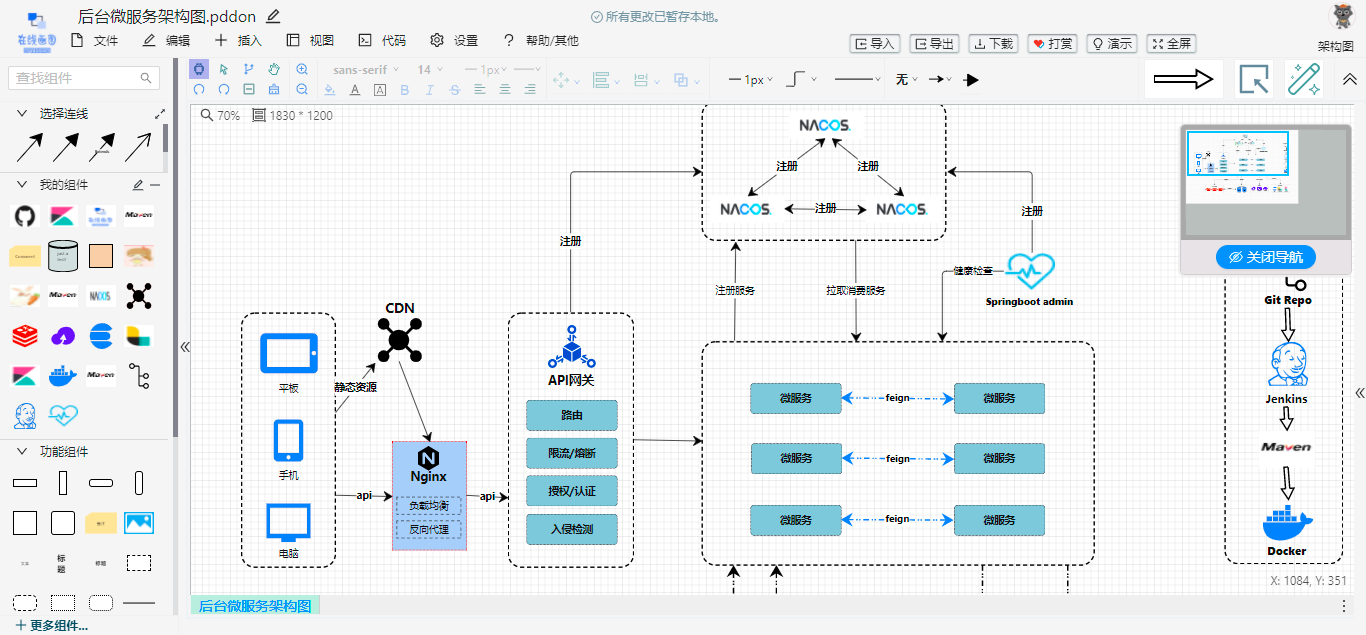 后台微服务架构图.pddon
所有更改已暂存本地。
在线画图
文件
编辑
插入
视图
代码
设置
? 帮助/其他
导入
导出
下载
打赏
演示
全屏
架构图
查找组件
sans-serif
14
1px
1px
无
选择连线
70%
1830 * 1200
我的组件
Maven
Maven
NACOS
Maven
功能组件
标题
更多组件...
NACOS.
注册
注册
NACOS.
注册
NACOS.
注册
注册
健康检查
Springboot admin
注册服务
拉取消费服务
CDN
静态资源
平板
手机
电脑
api
Nginx
负载均衡
反向代理
api
API网关
路由
限流/熔断
授权/认证
入侵检测
微服务
feign
微服务
微服务
feign
微服务
微服务
feign
微服务
关闭导航
Git Repo
Jenkins
Maven
Docker
X: 1084, Y: 351
后台微服务架构图